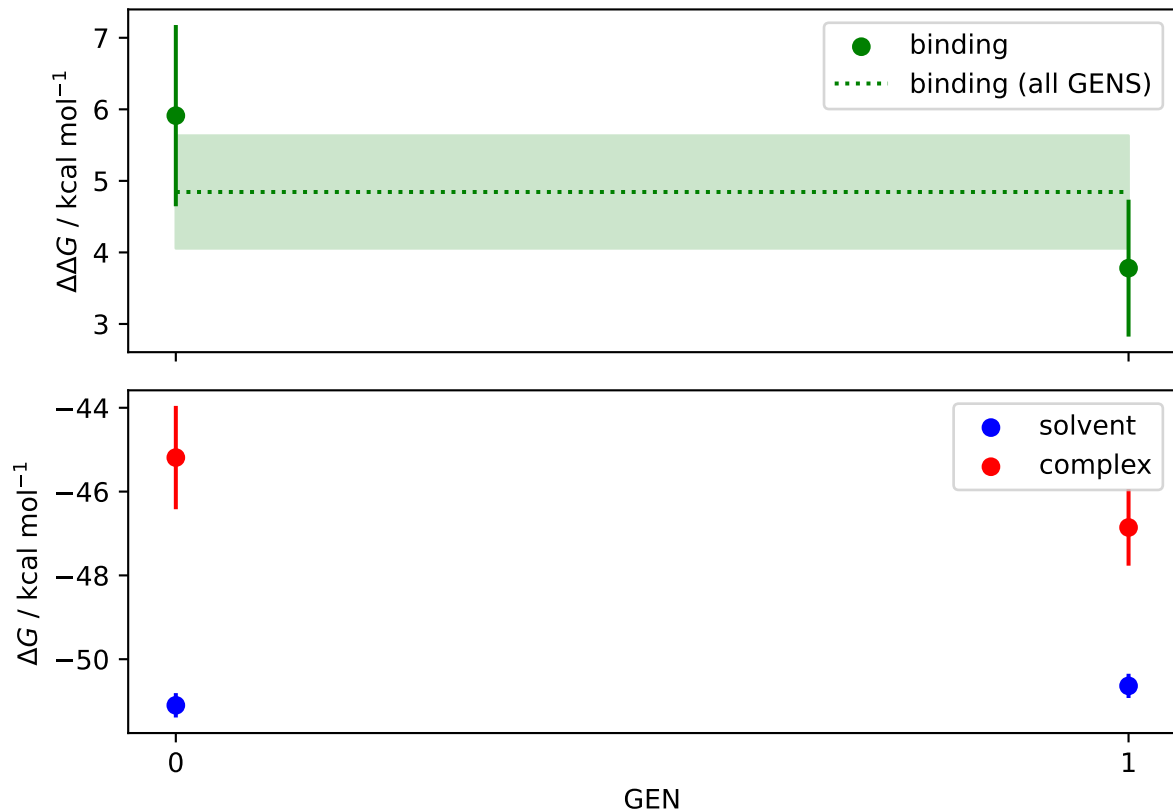 7
6
5
4
3
ΔΔG / kcal mol⁻¹
binding
binding (all GENS)
−44
−46
−48
−50
ΔG / kcal mol⁻¹
solvent
complex
0
1
GEN